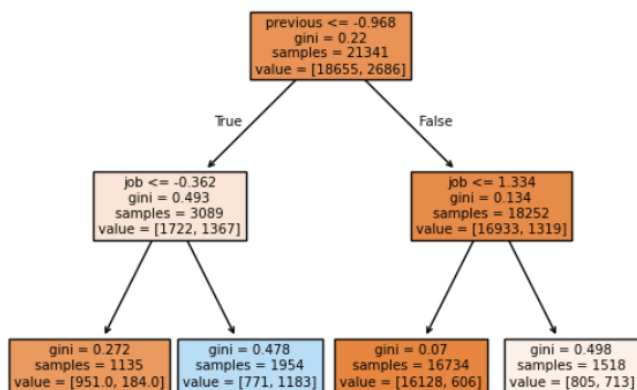 previous <= -0.968
gini = 0.22
samples = 21341
value = [18655, 2686]
True
False
job <= -0.362
gini = 0.493
samples = 3089
value = [1722, 1367]
job <= 1.334
gini = 0.134
samples = 18252
value = [16933, 1319]
gini = 0.272
samples = 1135
value = [951.0, 184.0]
gini = 0.478
samples = 1954
value = [771, 1183]
gini = 0.07
samples = 16734
value = [16128, 606]
gini = 0.498
samples = 1518
value = [805, 713]